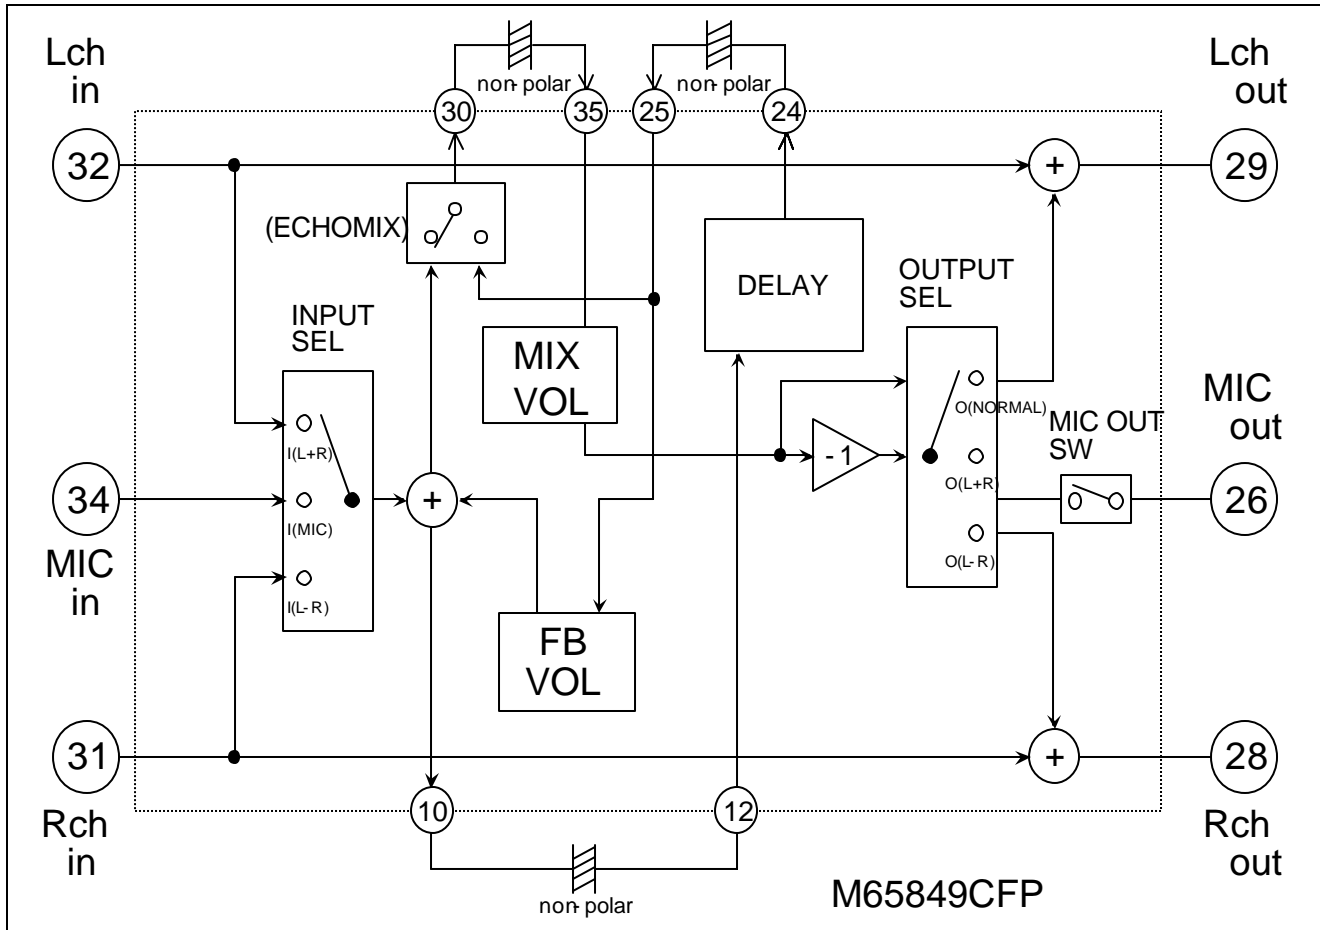 Lch
in
non-polar
non-polar
Lch
out
30
35
25
24
32
+
29
(ECHOMIX)
DELAY
OUTPUT
SEL
INPUT
SEL
MIX
VOL
O(NORMAL)
MIC
out
MIC OUT
SW
I(L+R)
-1
O(L+R)
34
I(MIC)
+
26
MIC
in
O(L-R)
I(L-R)
FB
VOL
31
+
28
10
12
Rch
in
Rch
out
non-polar
M65849CFP